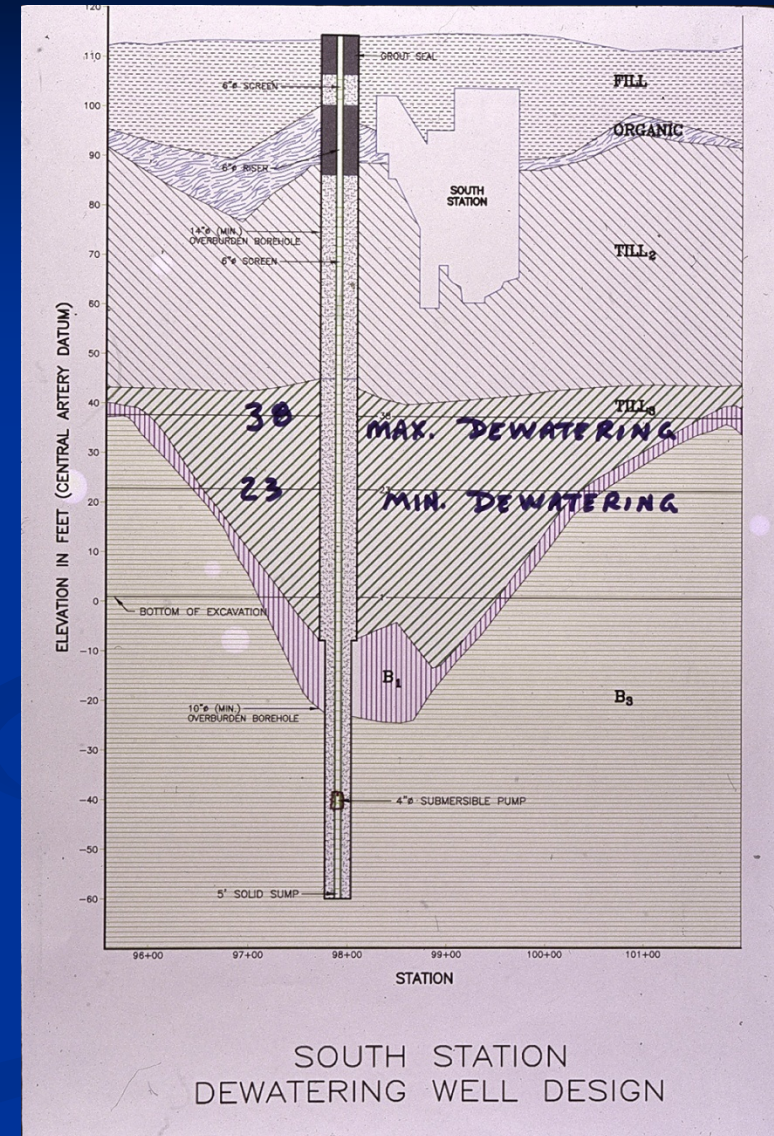 120
110
GROUT SEAL
FILL
6"ø SCREEN
100
ORGANIC
90
6"ø RISER
SOUTH
STATION
80
14"ø (MIN.)
OVERBURDEN BOREHOLE
TILL2
70
6"ø SCREEN
60
50
40
TILL3
38
38
MAX. DEWATERING
30
23
23
MIN. DEWATERING
20
10
0
1
BOTTOM OF EXCAVATION
-10
B1
-20
B3
10"ø (MIN.)
OVERBURDEN BOREHOLE
-30
-40
4"ø SUBMERSIBLE PUMP
-50
5' SOLID SUMP
-60
ELEVATION IN FEET (CENTRAL ARTERY DATUM)
96+00
97+00
98+00
99+00
100+00
101+00
STATION
SOUTH STATION
DEWATERING WELL DESIGN